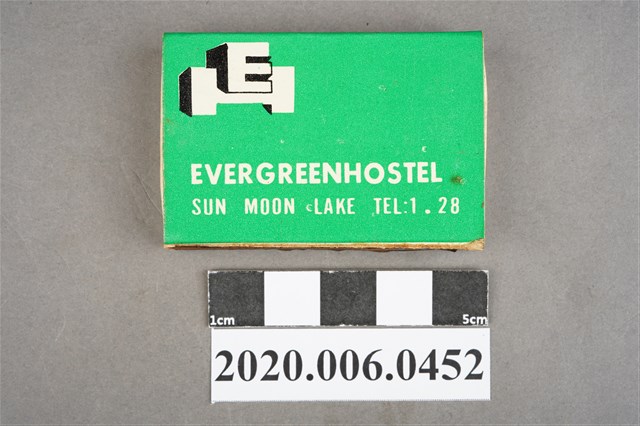 E
EVERGREENHOSTEL
SUN MOON LAKE TEL:1.28
1cm 5cm
2020.006.0452